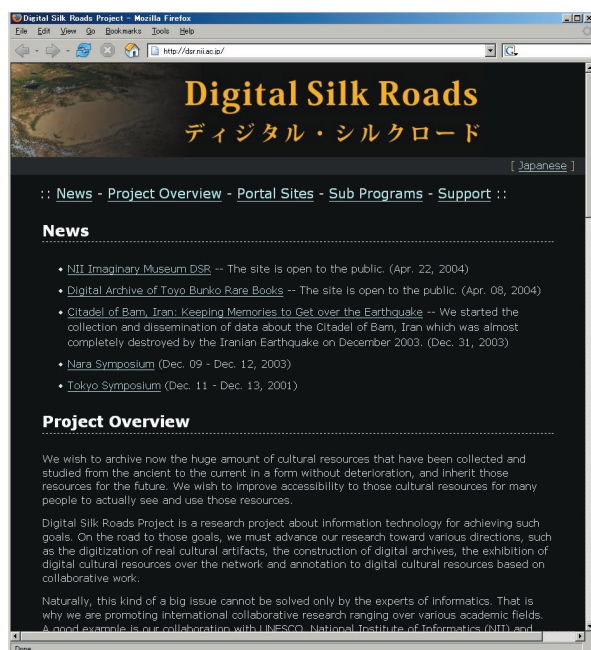 Digital Silk Roads Project - Mozilla Firefox
File Edit View Go Bookmarks Tools Help
http://dsr.nii.ac.jp/
G.
Digital Silk Roads
ディジタル・シルクロード
[ Japanese ]
:: News - Project Overview - Portal Sites - Sub Programs - Support ::
News
• NII Imaginary Museum DSR -- The site is open to the public. (Apr. 22, 2004)
• Digital Archive of Toyo Bunko Rare Books -- The site is open to the public. (Apr. 08, 2004)
• Citadel of Bam, Iran: Keeping Memories to Get over the Earthquake -- We started the
collection and dissemination of data about the Citadel of Bam, Iran which was almost
completely destroyed by the Iranian Earthquake on December 2003. (Dec. 31, 2003)
• Nara Symposium (Dec. 09 - Dec. 12, 2003)
• Tokyo Symposium (Dec. 11 - Dec. 13, 2001)
Project Overview
We wish to archive now the huge amount of cultural resources that have been collected and
studied from the ancient to the current in a form without deterioration, and inherit those
resources for the future. We wish to improve accessibility to those cultural resources for many
people to actually see and use those resources.
Digital Silk Roads Project is a research project about information technology for achieving such
goals. On the road to those goals, we must advance our research toward various directions, such
as the digitization of real cultural artifacts, the construction of digital archives, the exhibition of
digital cultural resources over the network and annotation to digital cultural resources based on
collaborative work.
Naturally, this kind of a big issue cannot be solved only by the experts of informatics. That is
why we are promoting international collaborative research ranging over various academic fields.
A good example is our collaboration with UNESCO. National Institute of Informatics (NII) and
Done